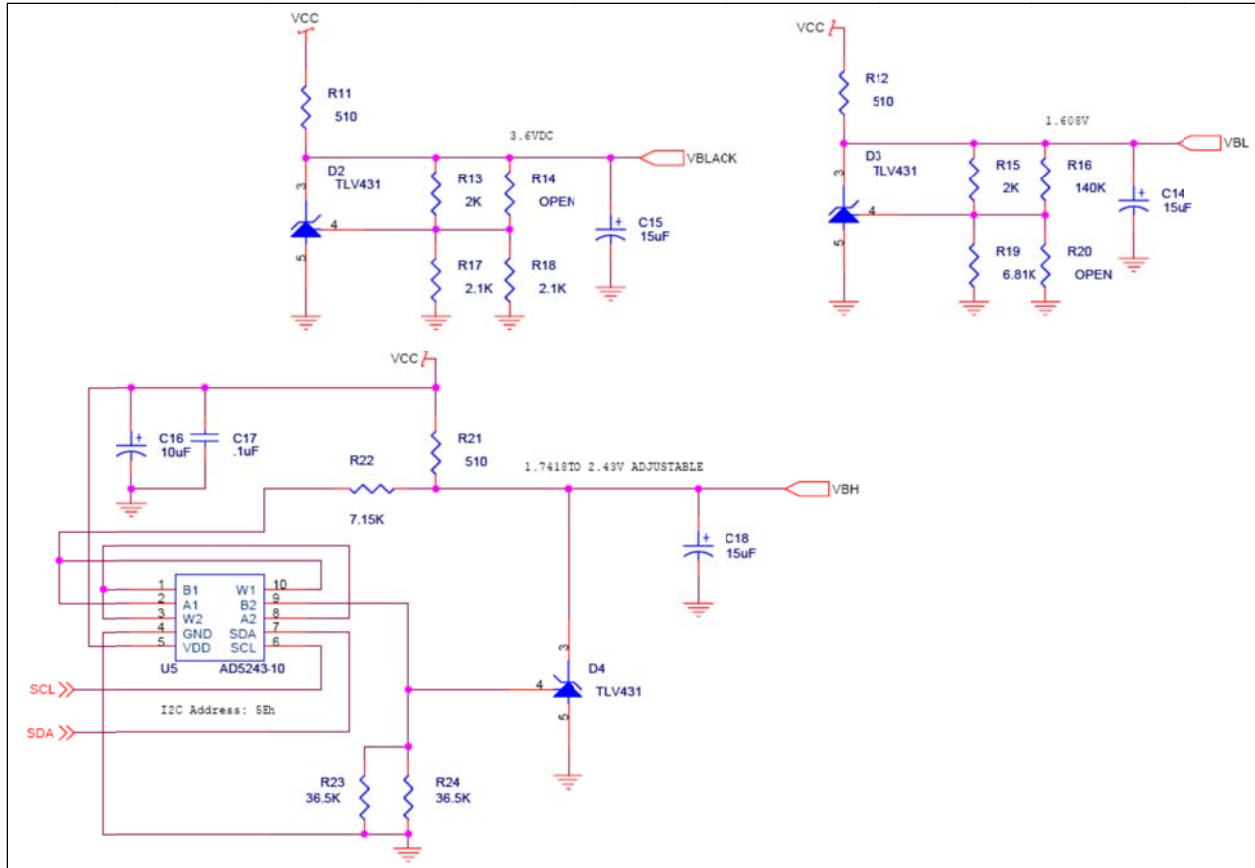 VCC
R11
510
3.6VDC
VBLACK
D2
TLV431
3
4
5
R13
2K
R14
OPEN
C15
15uF
R17
2.1K
R18
2.1K
VCC
R12
510
1.608V
VBL
D3
TLV431
3
4
5
R15
2K
R16
140K
C14
15uF
R19
6.81K
R20
OPEN
VCC
C16
10uF
C17
.1uF
R21
510
R22
7.15K
1.7418TO 2.43V ADJUSTABLE
VBH
C18
15uF
1 B1 W1 10
2 A1 B2 9
3 W2 A2 8
4 GND SDA 7
5 VDD SCL 6
U5 AD5243-10
SCL
I2C Address: 5Eh
SDA
3
D4
4
TLV431
5
R23
36.5K
R24
36.5K